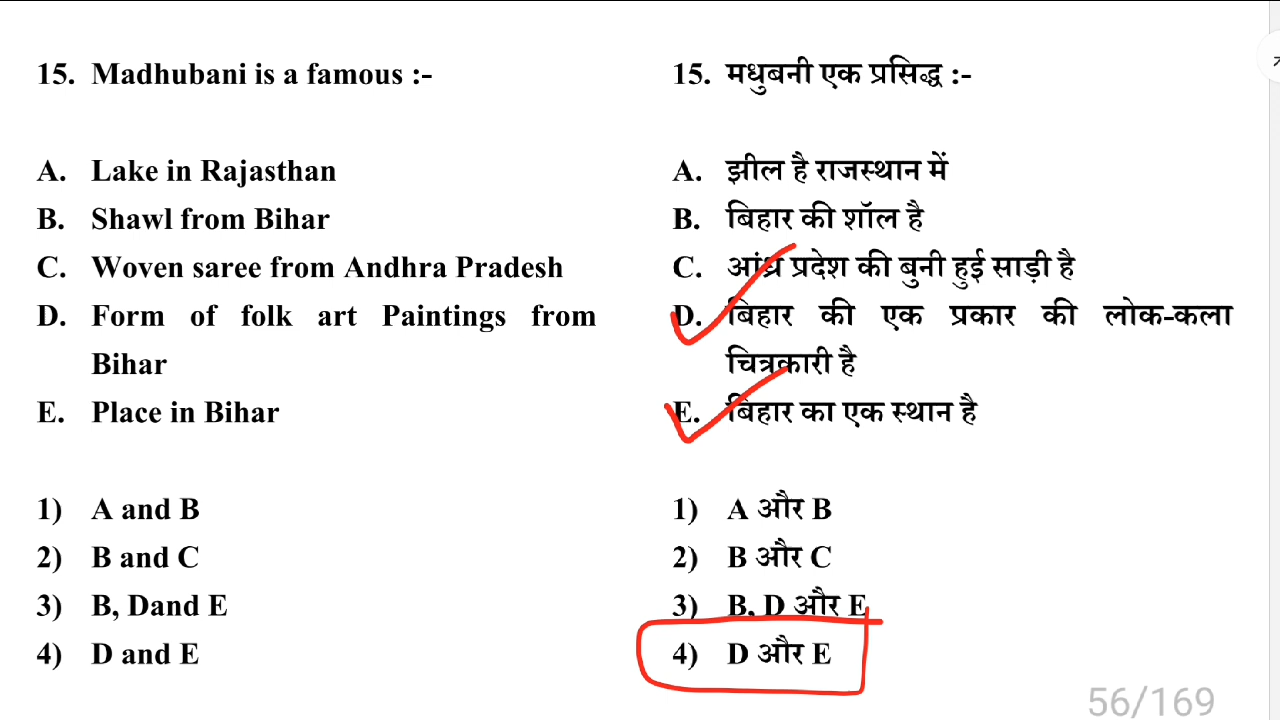 15. Madhubani is a famous :-
A. Lake in Rajasthan
B. Shawl from Bihar
C. Woven saree from Andhra Pradesh
D. Form of folk art Paintings from
Bihar
E. Place in Bihar
1) A and B
2) B and C
3) B, Dand E
4) D and E
15. मधुबनी एक प्रसिद्ध :-
A. झील है राजस्थान में
B. बिहार की शॉल है
C. आंध्र प्रदेश की बुनी हुई साड़ी है
D. बिहार की एक प्रकार की लोक-कला
चित्रकारी है
E. बिहार का एक स्थान है
1) A और B
2) B और C
3) B, D और E
4) D और E
56/169